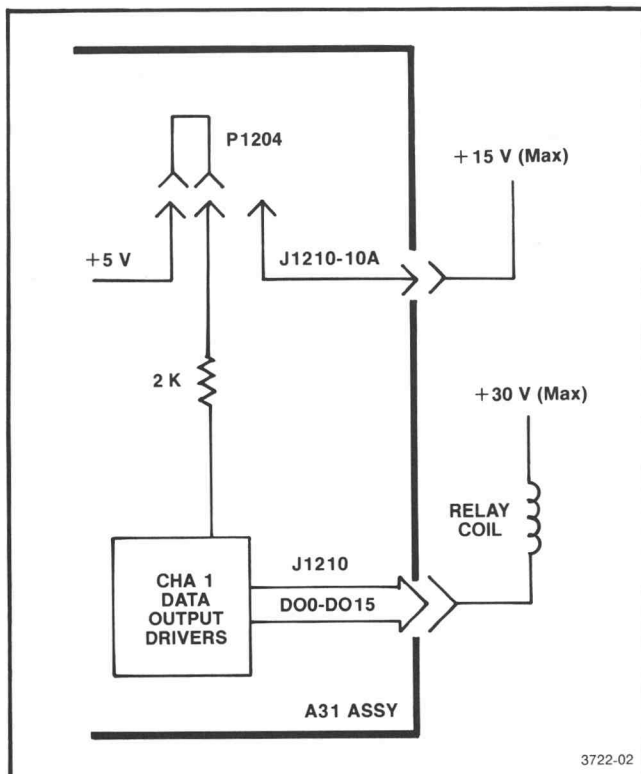 P1204
+15 V (Max)
+5 V
J1210-10A
2 K
+30 V (Max)
RELAY
COIL
J1210
CHA 1
DATA
OUTPUT
DRIVERS
DO0-DO15
A31 ASSY
3722-02